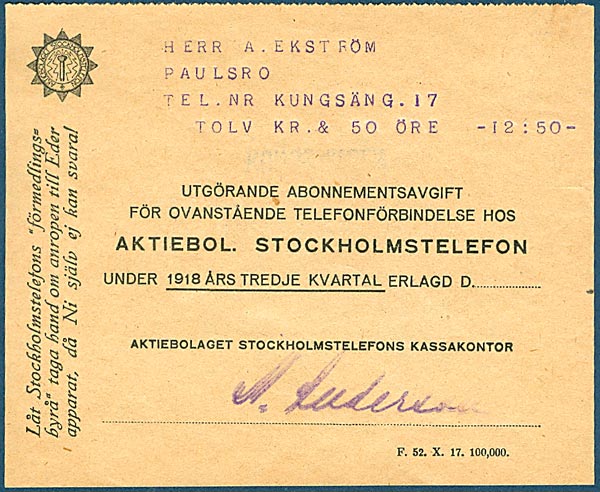 HERR A. EKSTRÖM
PAULSRO
TEL. NR KUNGSÄNG. 17
TOLV KR. & 50 ÖRE -12:50-
UTGÖRANDE ABONNEMENTSAVGIFT
FÖR OVANSTÅENDE TELEFONFÖRBINDELSE HOS
AKTIEBOL. STOCKHOLMSTELEFON
UNDER 1918 ÅRS TREDJE KVARTAL ERLAGD D.
AKTIEBOLAGET STOCKHOLMSTELEFONS KASSAKONTOR
F. 52. X. 17. 100,000.
Låt Stockholmstelefons "förmedlings=
byrå" taga hand om anropen till Eder
apparat, då Ni själv ej kan svara!